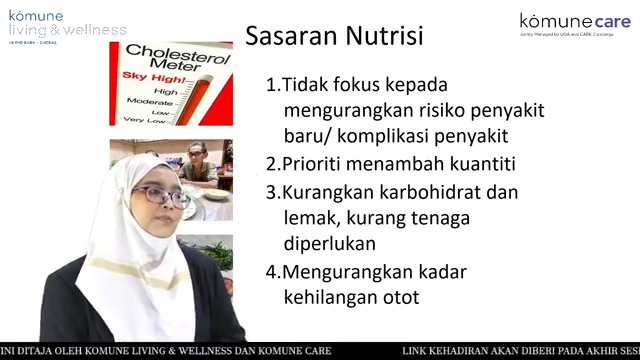 kömune
living & wellness
IN THE PARK - CHERAS
kömunecare
Jointly Managed by UOA and CARE Concierge
Sasaran Nutrisi
Cholesterol
Meter
Sky High!
High
Moderate
Low
Very Low
1.Tidak fokus kepada
mengurangkan risiko penyakit
baru/ komplikasi penyakit
2.Prioriti menambah kuantiti
3.Kurangkan karbohidrat dan
lemak, kurang tenaga
diperlukan
4.Mengurangkan kadar
kehilangan otot
INI DITAJA OLEH KOMUNE LIVING & WELLNESS DAN KOMUNE CARE
LINK KEHADIRAN AKAN DIBERI PADA AKHIR SES